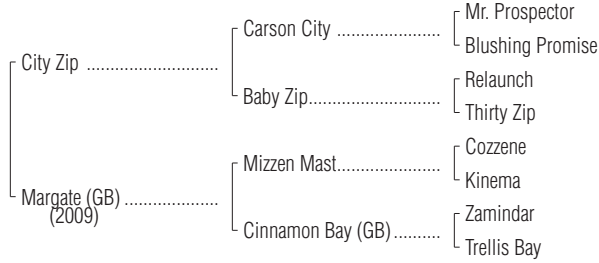 Mr. Prospector
Carson City ......................
Blushing Promise
City Zip ............................
Relaunch
Baby Zip............................
Thirty Zip
Cozzene
Mizzen Mast......................
Kinema
Margate (GB) ....................
(2009)
Zamindar
Cinnamon Bay (GB) ..........
Trellis Bay